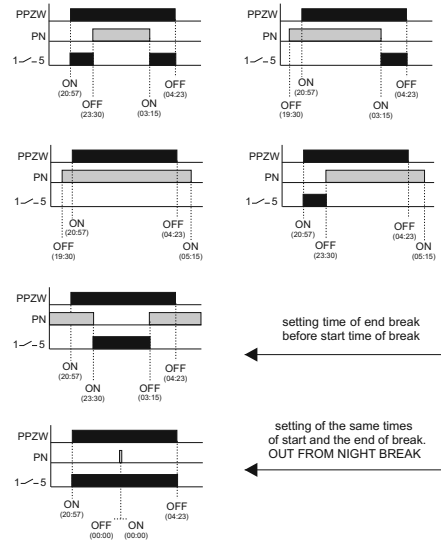 PPZW
PN
1 5
ON
(20:57)
OFF
(23:30)
ON
(03:15)
OFF
(04:23)
PPZW
PN
1 5
OFF
(19:30)
ON
(20:57)
ON
(03:15)
OFF
(04:23)
PPZW
PN
1 5
OFF
(19:30)
ON
(20:57)
OFF
(04:23)
ON
(05:15)
PPZW
PN
1 5
ON
(20:57)
OFF
(23:30)
OFF
(04:23)
ON
(05:15)
PPZW
PN
1 5
ON
(20:57)
ON
(23:30)
OFF
(03:15)
OFF
(04:23)
setting time of end break
before start time of break
PPZW
PN
1 5
ON
(20:57)
OFF
(00:00)
ON
(00:00)
OFF
(04:23)
setting of the same times
of start and the end of break.
OUT FROM NIGHT BREAK